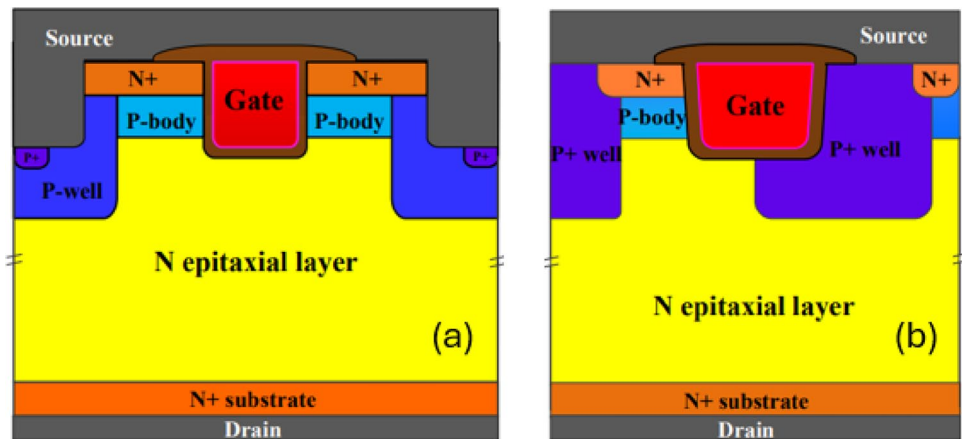 Source
N+
N+
Gate
P-body
P-body
P+
P+
P-well
N epitaxial layer
(a)
N+ substrate
Drain
Source
N+
N+
Gate
P-body
P+ well
P+ well
N epitaxial layer
(b)
N+ substrate
Drain